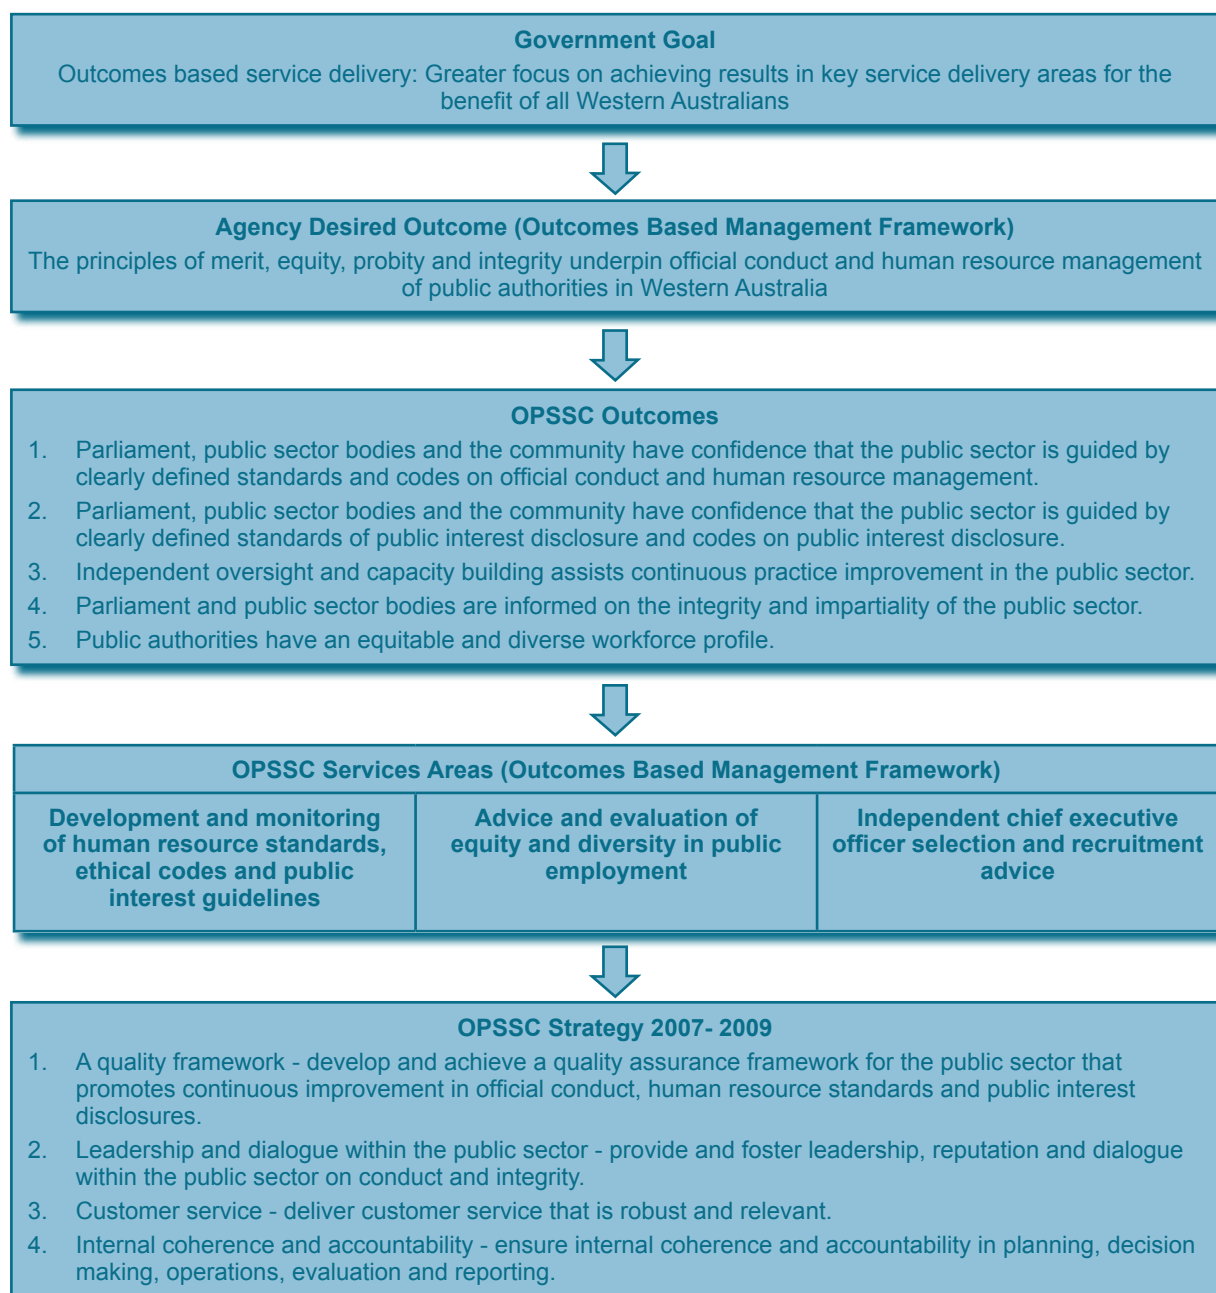 Government Goal
Outcomes based service delivery: Greater focus on achieving results in key service delivery areas for the
benefit of all Western Australians
Agency Desired Outcome (Outcomes Based Management Framework)
The principles of merit, equity, probity and integrity underpin official conduct and human resource management
of public authorities in Western Australia
OPSSC Outcomes
1. Parliament, public sector bodies and the community have confidence that the public sector is guided by
clearly defined standards and codes on official conduct and human resource management.
2. Parliament, public sector bodies and the community have confidence that the public sector is guided by
clearly defined standards of public interest disclosure and codes on public interest disclosure.
3. Independent oversight and capacity building assists continuous practice improvement in the public sector.
4. Parliament and public sector bodies are informed on the integrity and impartiality of the public sector.
5. Public authorities have an equitable and diverse workforce profile.
OPSSC Services Areas (Outcomes Based Management Framework)
Development and monitoring
of human resource standards,
ethical codes and public
interest guidelines
Advice and evaluation of
equity and diversity in public
employment
Independent chief executive
officer selection and recruitment
advice
OPSSC Strategy 2007- 2009
1. A quality framework - develop and achieve a quality assurance framework for the public sector that
promotes continuous improvement in official conduct, human resource standards and public interest
disclosures.
2. Leadership and dialogue within the public sector - provide and foster leadership, reputation and dialogue
within the public sector on conduct and integrity.
3. Customer service - deliver customer service that is robust and relevant.
4. Internal coherence and accountability - ensure internal coherence and accountability in planning, decision
making, operations, evaluation and reporting.